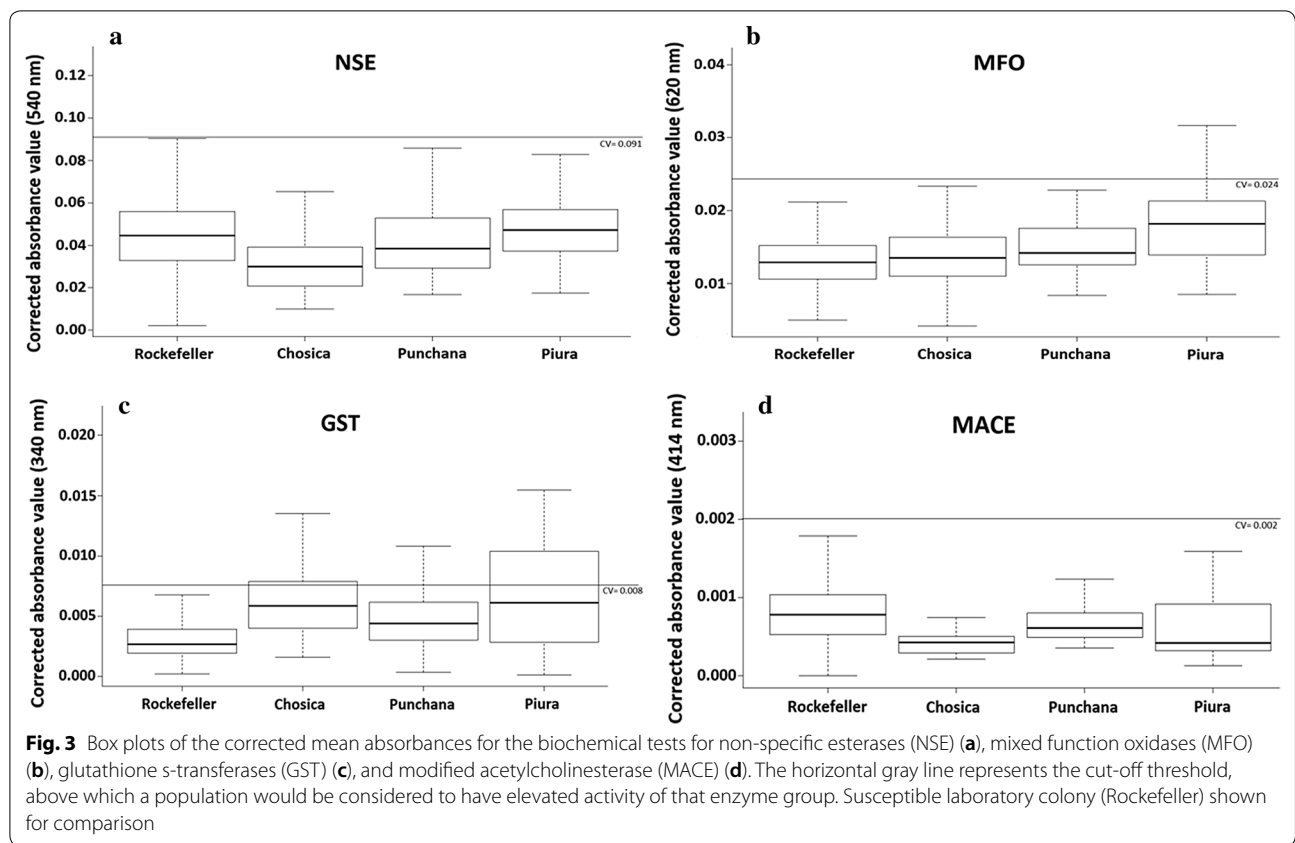 a
NSE
Corrected absorbance value (540 nm)
0.12
0.10
0.08
0.06
0.04
0.02
0.00
CV= 0.091
Rockefeller Chosica Punchana Piura
b
MFO
Corrected absorbance value (620 nm)
0.04
0.03
0.02
0.01
CV= 0.024
Rockefeller Chosica Punchana Piura
c
GST
Corrected absorbance value (340 nm)
0.020
0.015
0.010
0.005
0.000
CV= 0.008
Rockefeller Chosica Punchana Piura
d
MACE
Corrected absorbance value (414 nm)
0.003
0.002
0.001
0.000
CV= 0.002
Rockefeller Chosica Punchana Piura
Fig. 3 Box plots of the corrected mean absorbances for the biochemical tests for non-specific esterases (NSE) (a), mixed function oxidases (MFO)
(b), glutathione s-transferases (GST) (c), and modified acetylcholinesterase (MACE) (d). The horizontal gray line represents the cut-off threshold,
above which a population would be considered to have elevated activity of that enzyme group. Susceptible laboratory colony (Rockefeller) shown
for comparison